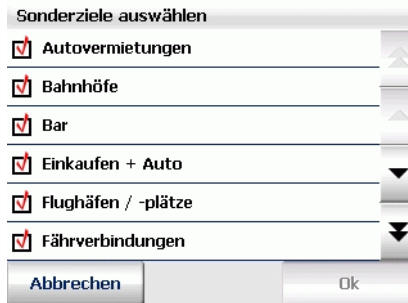 Sonderziele auswählen
Autovermietungen
Bahnhöfe
Bar
Einkaufen + Auto
Flughäfen / -plätze
Fährverbindungen
Abbrechen
Ok